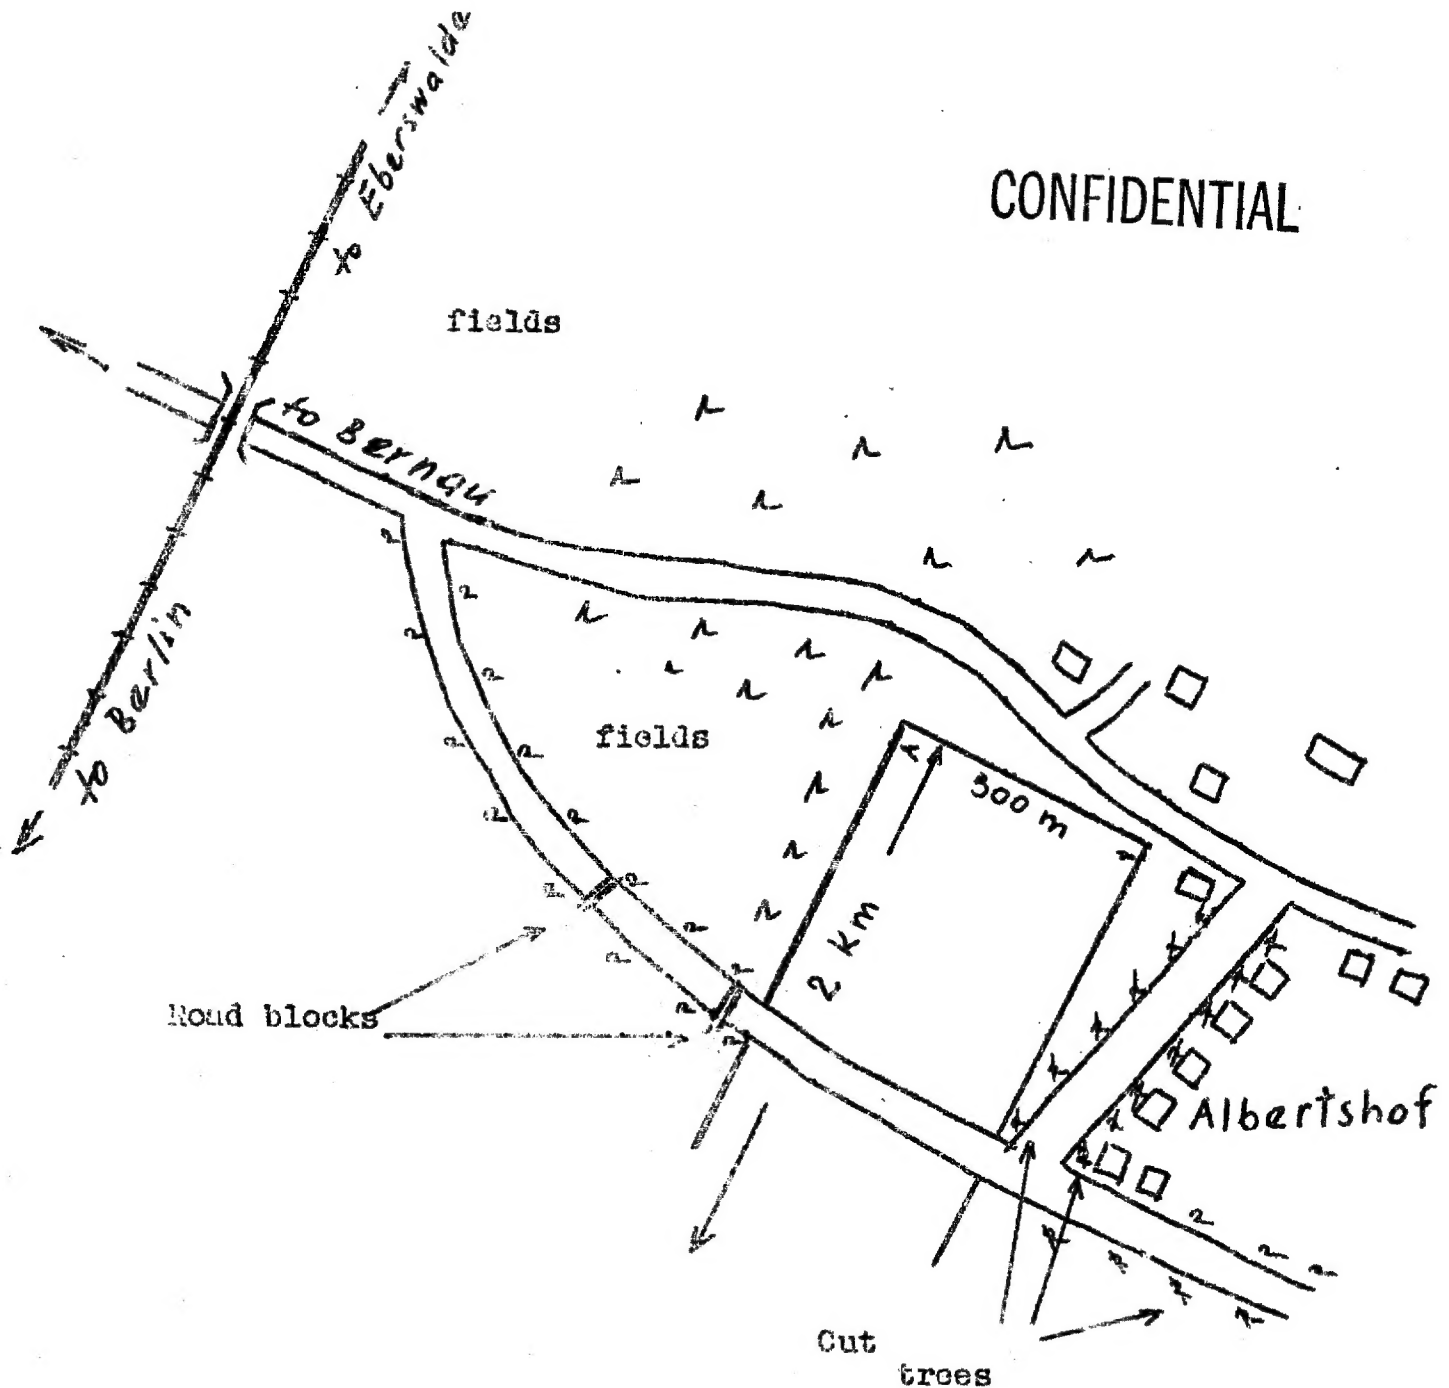 to Eberswalde
CONFIDENTIAL
fields
to Bernau
to Berlin
fields
300 m
2 Km
Road blocks
Albertshof
Cut
trees